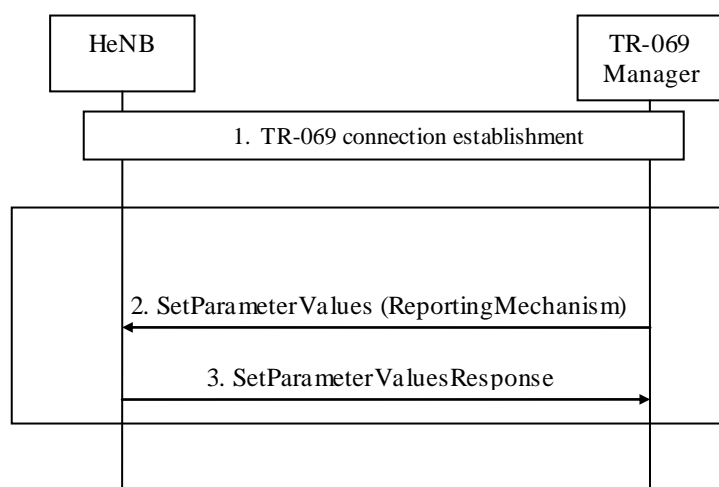 HeNB
TR-069
Manager
1. TR-069 connection establishment
2. SetParameterValues (ReportingMechanism)
3. SetParameterValuesResponse